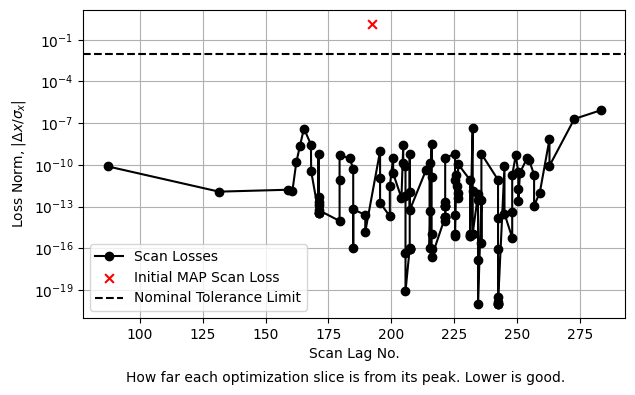 10⁻¹
10⁻⁴
10⁻⁷
10⁻¹⁰
10⁻¹³
10⁻¹⁶
10⁻¹⁹
Loss Norm, |Δx/σₓ|
Scan Losses
Initial MAP Scan Loss
Nominal Tolerance Limit
100 125 150 175 200 225 250 275
Scan Lag No.
How far each optimization slice is from its peak. Lower is good.